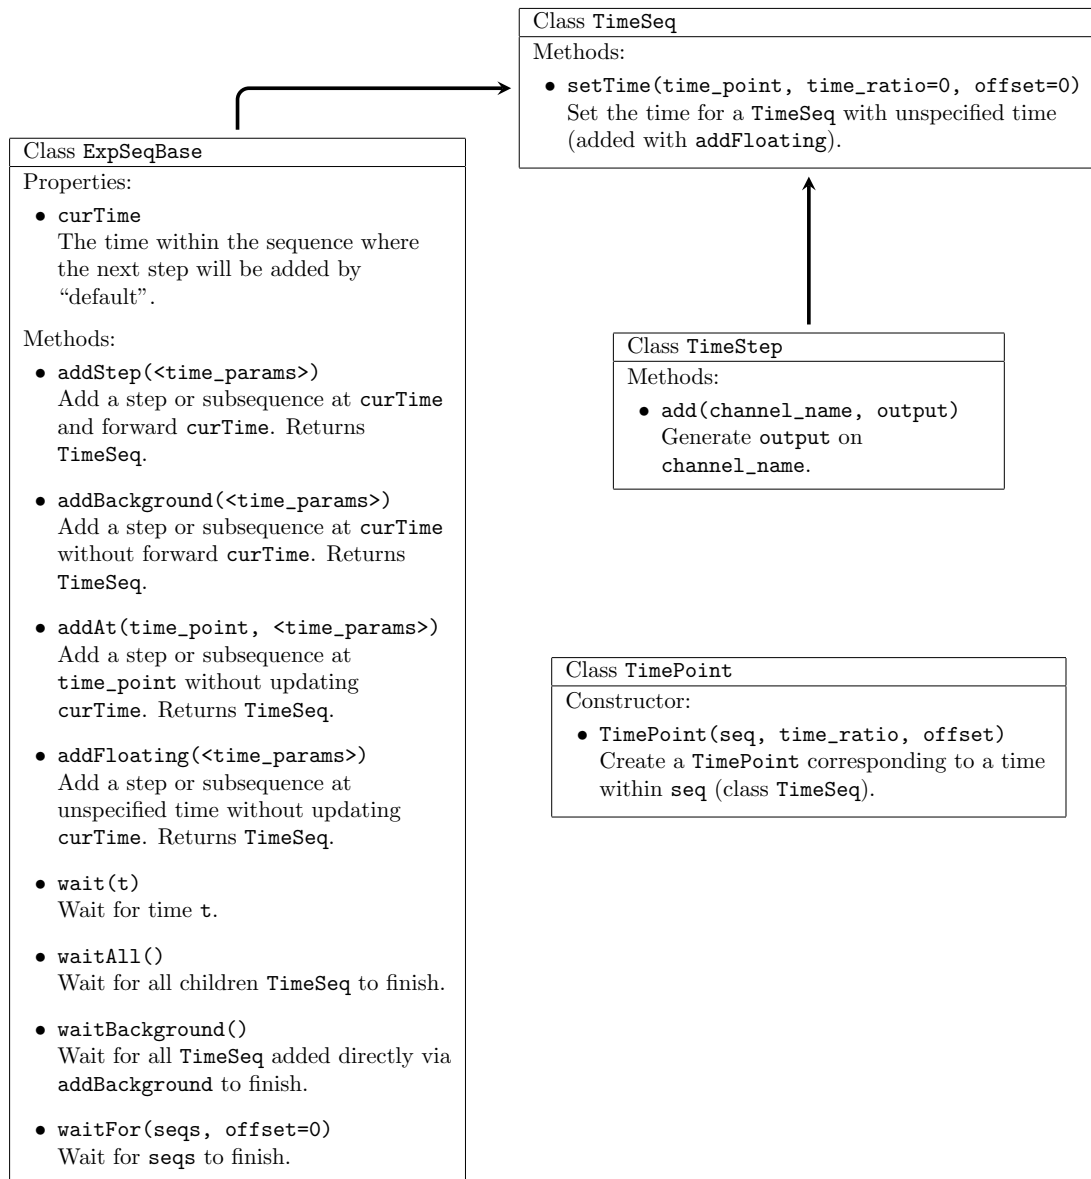 Class TimeSeq
Methods:
• setTime(time_point, time_ratio=0, offset=0)
Set the time for a TimeSeq with unspecified time
(added with addFloating).
Class ExpSeqBase
Properties:
• curTime
The time within the sequence where
the next step will be added by
“default”.
Methods:
• addStep(<time_params>)
Add a step or subsequence at curTime
and forward curTime. Returns
TimeSeq.
• addBackground(<time_params>)
Add a step or subsequence at curTime
without forward curTime. Returns
TimeSeq.
• addAt(time_point, <time_params>)
Add a step or subsequence at
time_point without updating
curTime. Returns TimeSeq.
• addFloating(<time_params>)
Add a step or subsequence at
unspecified time without updating
curTime. Returns TimeSeq.
• wait(t)
Wait for time t.
• waitAll()
Wait for all children TimeSeq to finish.
• waitBackground()
Wait for all TimeSeq added directly via
addBackground to finish.
• waitFor(seqs, offset=0)
Wait for seqs to finish.
Class TimeStep
Methods:
• add(channel_name, output)
Generate output on
channel_name.
Class TimePoint
Constructor:
• TimePoint(seq, time_ratio, offset)
Create a TimePoint corresponding to a time
within seq (class TimeSeq).